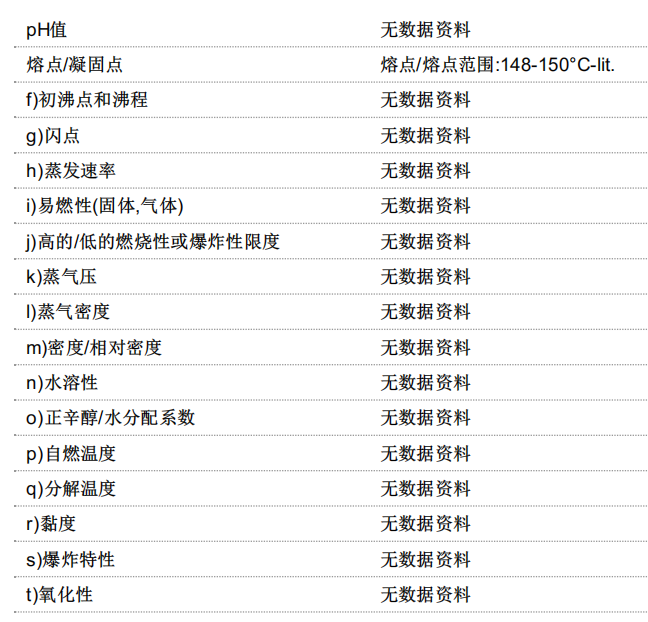 pH值 无数据资料
熔点/凝固点 熔点/熔点范围:148-150°C-lit.
f)初沸点和沸程 无数据资料
g)闪点 无数据资料
h)蒸发速率 无数据资料
i)易燃性(固体,气体) 无数据资料
j)高的/低的燃烧性或爆炸性限度 无数据资料
k)蒸气压 无数据资料
l)蒸气密度 无数据资料
m)密度/相对密度 无数据资料
n)水溶性 无数据资料
o)正辛醇/水分配系数 无数据资料
p)自燃温度 无数据资料
q)分解温度 无数据资料
r)黏度 无数据资料
s)爆炸特性 无数据资料
t)氧化性 无数据资料